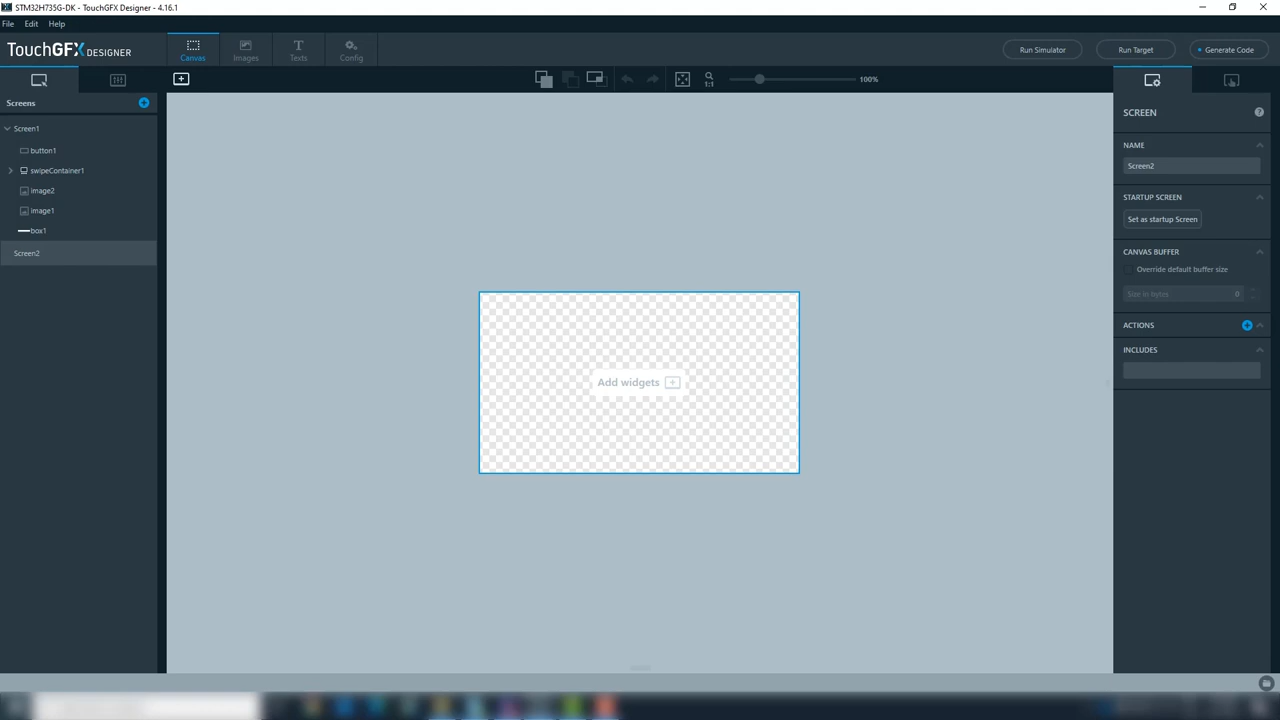 STM32H735G-DK - TouchGFX Designer - 4.16.1
File Edit Help
TouchGFX DESIGNER
Canvas
Images
Texts
Config
Run Simulator
Run Target
Generate Code
1:1
100%
Screens
Screen1
button1
swipeContainer1
image2
image1
box1
Screen2
Add widgets
SCREEN
NAME
Screen2
STARTUP SCREEN
Set as startup Screen
CANVAS BUFFER
Override default buffer size
Size in bytes 0
ACTIONS
INCLUDES